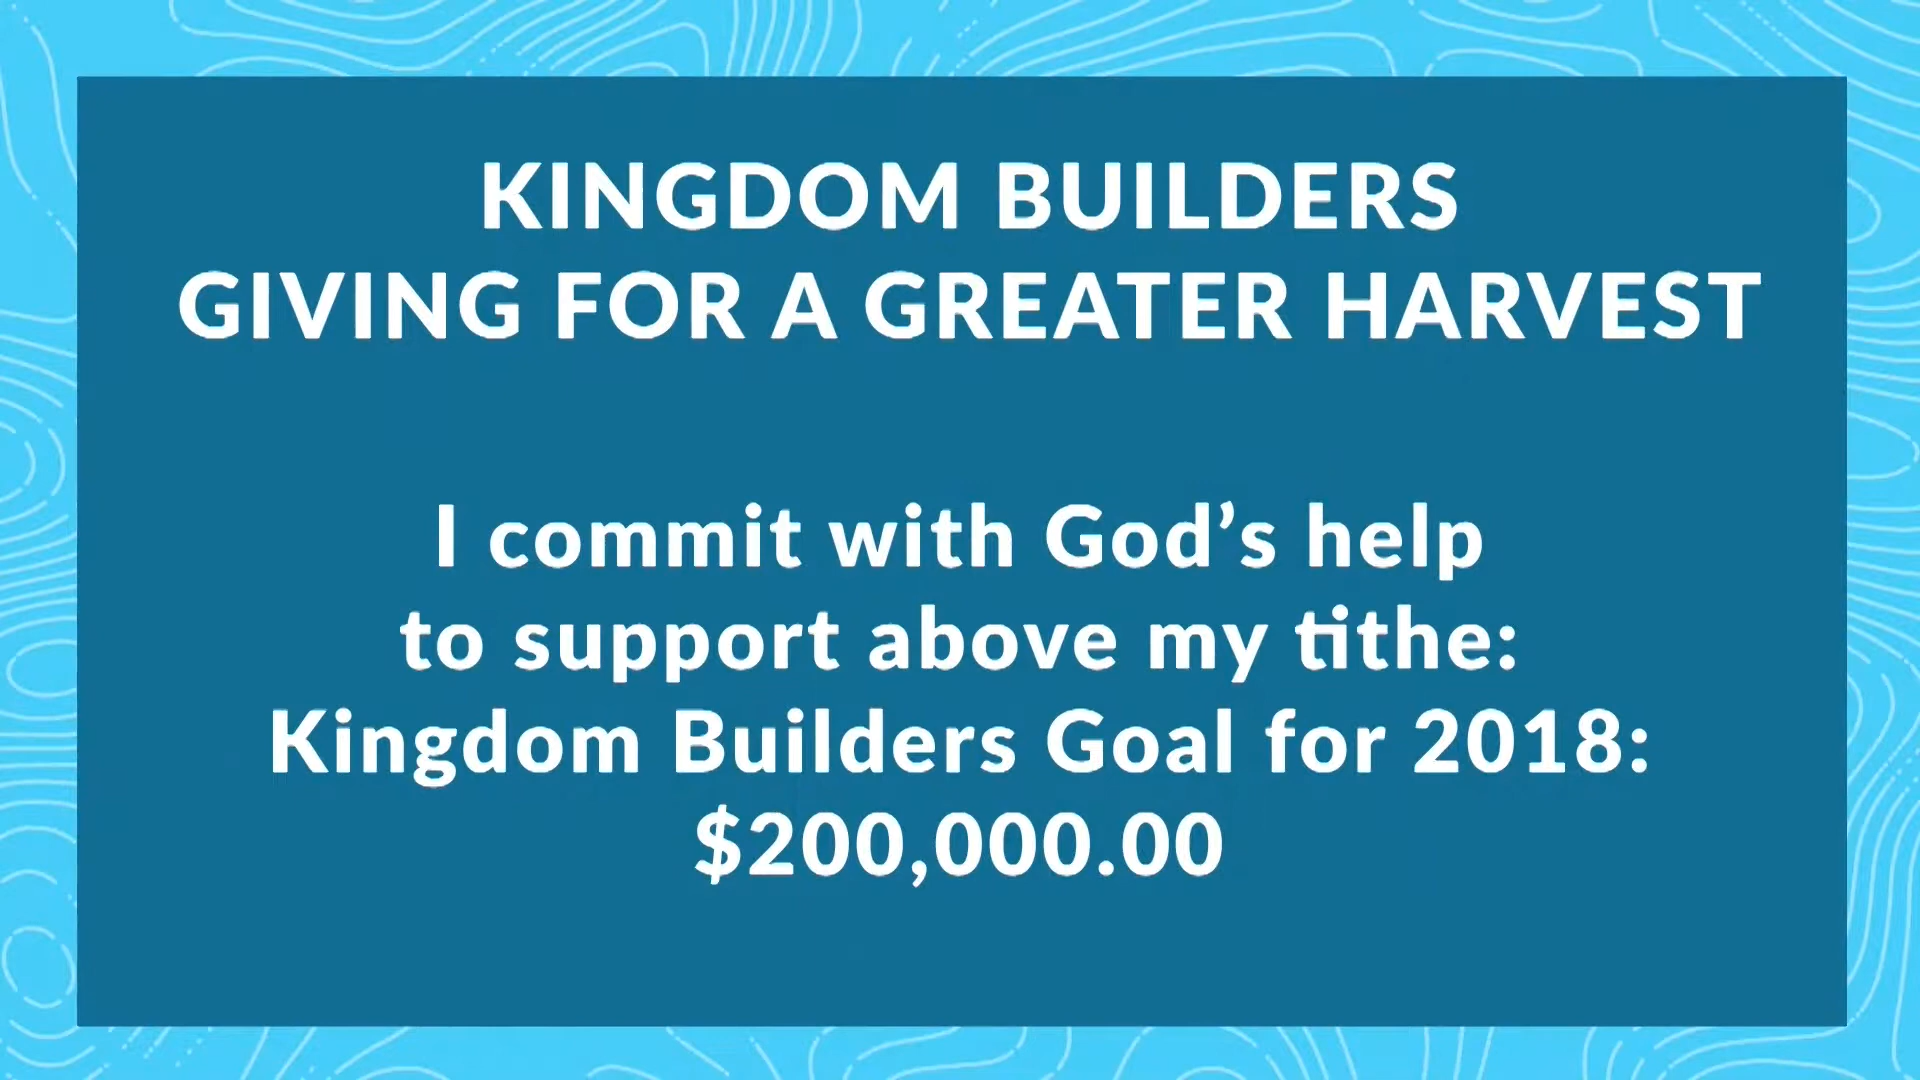 KINGDOM BUILDERS
GIVING FOR A GREATER HARVEST
I commit with God’s help
to support above my tithe:
Kingdom Builders Goal for 2018:
$200,000.00